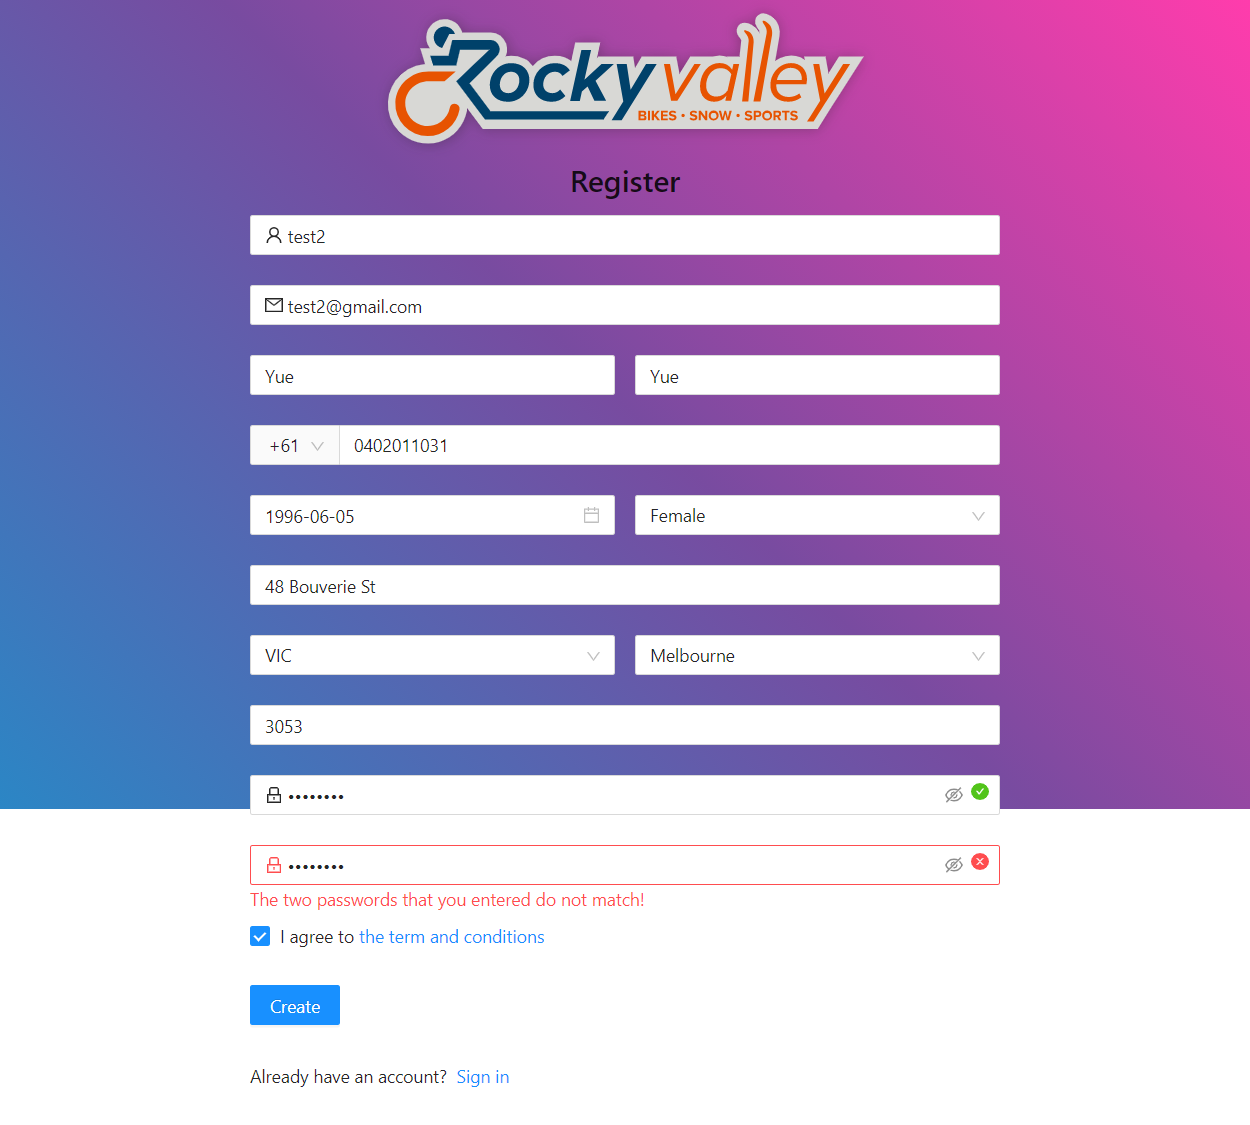 Rockyvalley
BIKES • SNOW • SPORTS
Register
test2
test2@gmail.com
Yue Yue
+61 0402011031
1996-06-05 Female
48 Bouverie St
VIC Melbourne
3053
••••••••
••••••••
The two passwords that you entered do not match!
I agree to the term and conditions
Create
Already have an account? Sign in